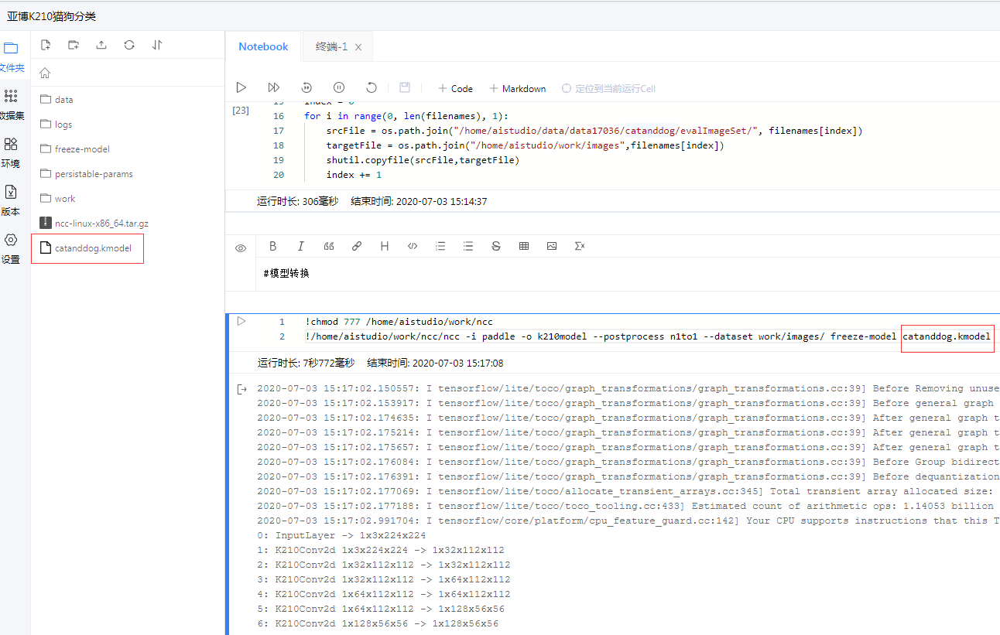 亚博K210猫狗分类
文件夹
数据集
环境
版本
设置
data
logs
freeze-model
persistable-params
work
ncc-linux-x86_64.tar.gz
catanddog.kmodel
Notebook
终端-1
Code
Markdown
定位到当前运行Cell
[23]
15 index = 0
16 for i in range(0, len(filenames), 1):
17 srcFile = os.path.join("/home/aistudio/data/data17036/catanddog/evalImageSet/", filenames[index])
18 targetFile = os.path.join("/home/aistudio/work/images",filenames[index])
19 shutil.copyfile(srcFile,targetFile)
20 index += 1
运行时长: 306毫秒 结束时间: 2020-07-03 15:14:37
#模型转换
1 !chmod 777 /home/aistudio/work/ncc
2 !/home/aistudio/work/ncc/ncc -i paddle -o k210model --postprocess n1to1 --dataset work/images/ freeze-model catanddog.kmodel
运行时长: 7秒772毫秒 结束时间: 2020-07-03 15:17:08
2020-07-03 15:17:02.150557: I tensorflow/lite/toco/graph_transformations/graph_transformations.cc:39] Before Removing unuse
2020-07-03 15:17:02.153917: I tensorflow/lite/toco/graph_transformations/graph_transformations.cc:39] Before general graph
2020-07-03 15:17:02.174635: I tensorflow/lite/toco/graph_transformations/graph_transformations.cc:39] After general graph t
2020-07-03 15:17:02.175214: I tensorflow/lite/toco/graph_transformations/graph_transformations.cc:39] After general graph t
2020-07-03 15:17:02.175657: I tensorflow/lite/toco/graph_transformations/graph_transformations.cc:39] After general graph t
2020-07-03 15:17:02.176084: I tensorflow/lite/toco/graph_transformations/graph_transformations.cc:39] Before Group bidirect
2020-07-03 15:17:02.176391: I tensorflow/lite/toco/graph_transformations/graph_transformations.cc:39] Before dequantization
2020-07-03 15:17:02.177069: I tensorflow/lite/toco/allocate_transient_arrays.cc:345] Total transient array allocated size:
2020-07-03 15:17:02.177188: I tensorflow/lite/toco/toco_tooling.cc:433] Estimated count of arithmetic ops: 1.14053 billion
2020-07-03 15:17:02.991704: I tensorflow/core/platform/cpu_feature_guard.cc:142] Your CPU supports instructions that this T
0: InputLayer -> 1x3x224x224
1: K210Conv2d 1x3x224x224 -> 1x32x112x112
2: K210Conv2d 1x32x112x112 -> 1x32x112x112
3: K210Conv2d 1x32x112x112 -> 1x64x112x112
4: K210Conv2d 1x64x112x112 -> 1x64x112x112
5: K210Conv2d 1x64x112x112 -> 1x128x56x56
6: K210Conv2d 1x128x56x56 -> 1x128x56x56